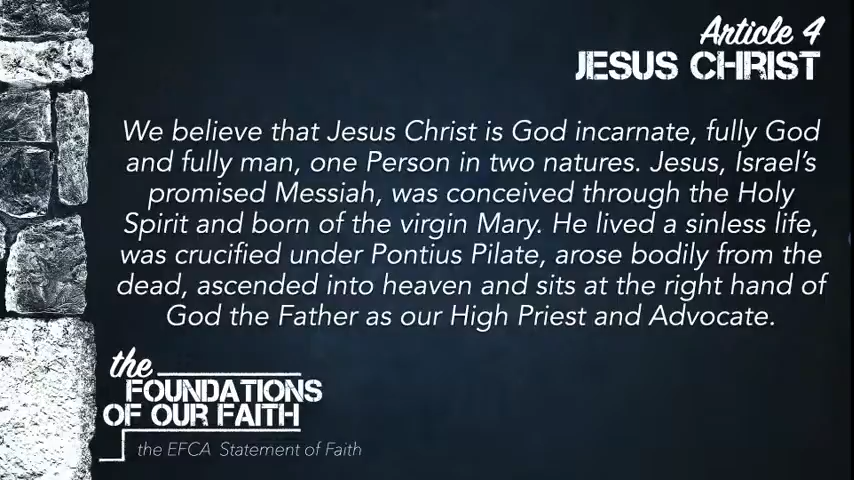 Article 4
JESUS CHRIST
We believe that Jesus Christ is God incarnate, fully God
and fully man, one Person in two natures. Jesus, Israel’s
promised Messiah, was conceived through the Holy
Spirit and born of the virgin Mary. He lived a sinless life,
was crucified under Pontius Pilate, arose bodily from the
dead, ascended into heaven and sits at the right hand of
God the Father as our High Priest and Advocate.
the
FOUNDATIONS
OF OUR FAITH
the EFCA Statement of Faith